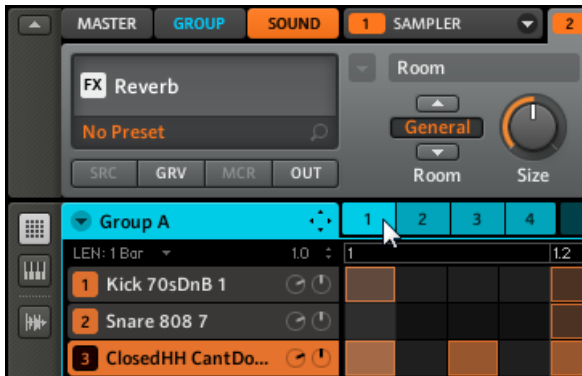 MASTER GROUP SOUND 1 SAMPLER 2
FX Reverb
No Preset
SRC GRV MCR OUT
Room
General
Room Size
Group A 1 2 3 4
LEN: 1 Bar 1.0 1 1.2
1 Kick 70sDnB 1
2 Snare 808 7
3 ClosedHH CantDo...